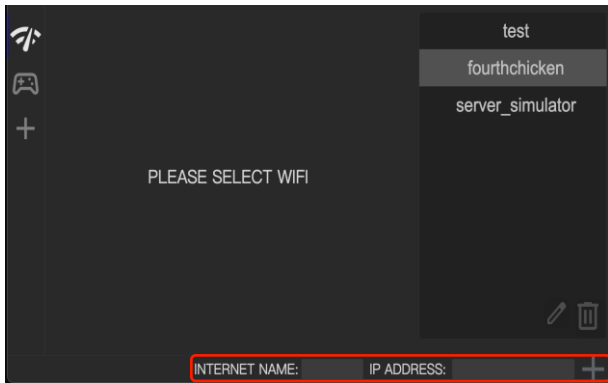 test
fourthchicken
server_simulator
PLEASE SELECT WIFI
INTERNET NAME: IP ADDRESS: